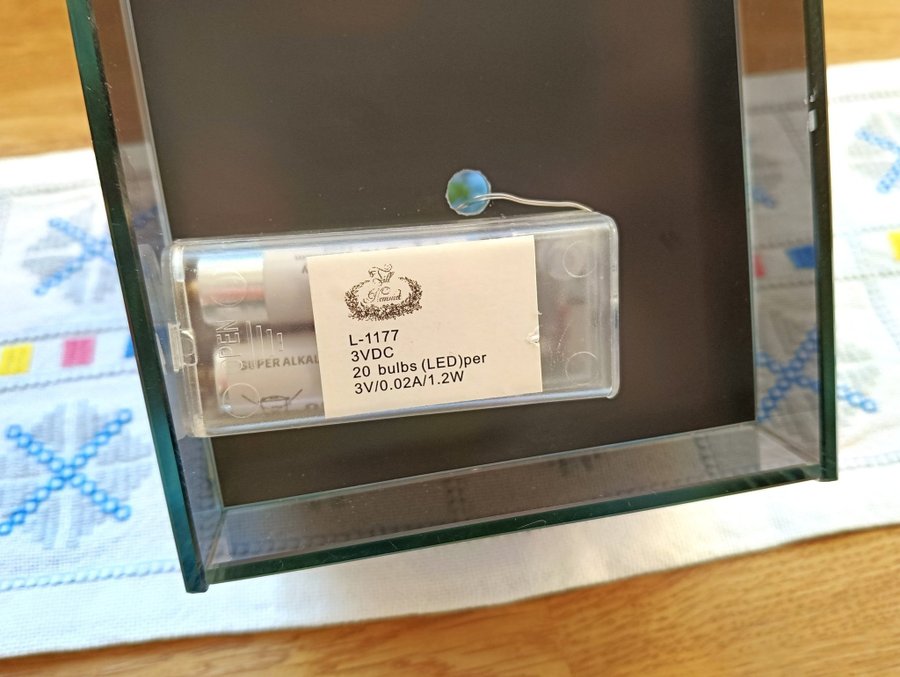 OPEN
SUPER ALKAL
L-1177
3VDC
20 bulbs (LED)per
3V/0.02A/1.2W